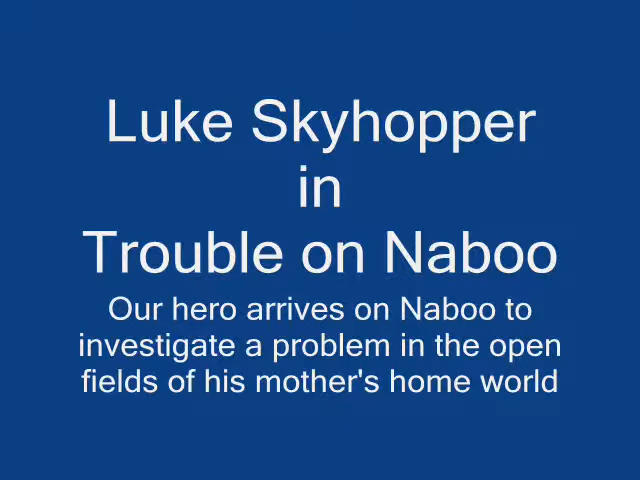 Luke Skyhopper
in
Trouble on Naboo
Our hero arrives on Naboo to
investigate a problem in the open
fields of his mother's home world